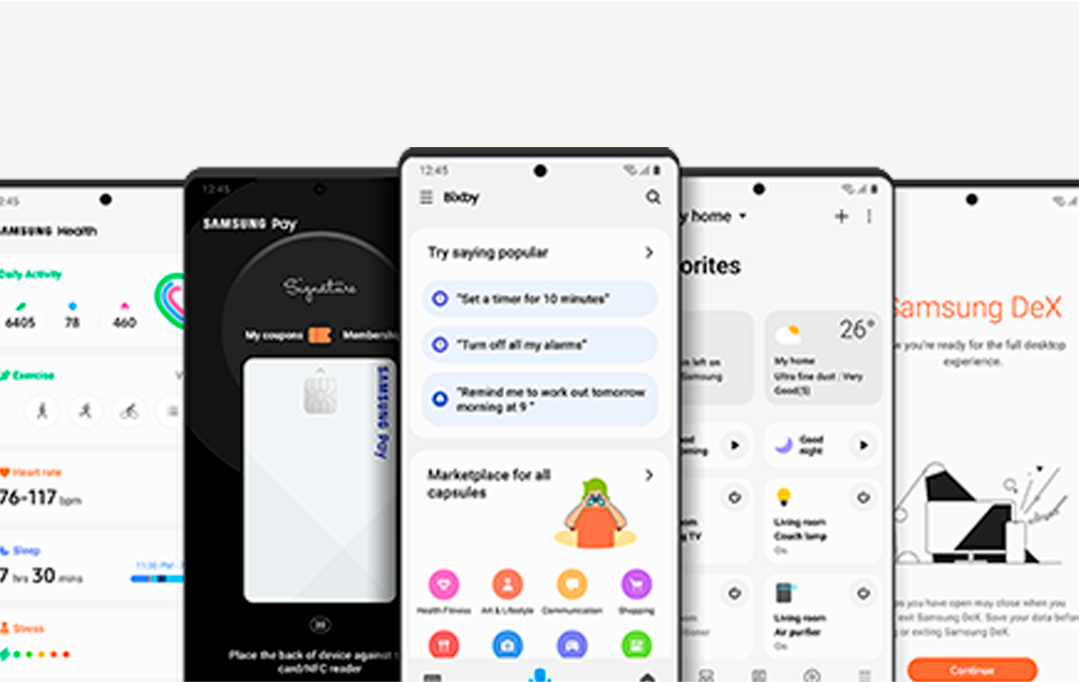 2:45
SAMSUNG Health
Daily Activity
6405 78 460
Exercise
Heart rate
76-117 bpm
Sleep
7 hrs 30 mins
11:30 PM
Stress
12:45
SAMSUNG Pay
Signature
My coupons
Membership
SAMSUNG Pay
Place the back of device against
card/NFC reader
12:45
Bixby
Try saying popular
"Set a timer for 10 minutes"
"Turn off all my alarms"
"Remind me to work out tomorrow
morning at 9 "
Marketplace for all
capsules
Health Fitness Art & Lifestyle Communication Shopping
y home
orites
is left on
Samsung
26°
My home
Ultra fine dust : Very
Good(5)
Good
night
TV
Living room
Couch lamp
On
Living room
Air purifier
On
Samsung DeX
w you're ready for the full desktop
experience.
you have open may close when you
exit Samsung DeX. Save your data before
or exiting Samsung DeX.
Continue